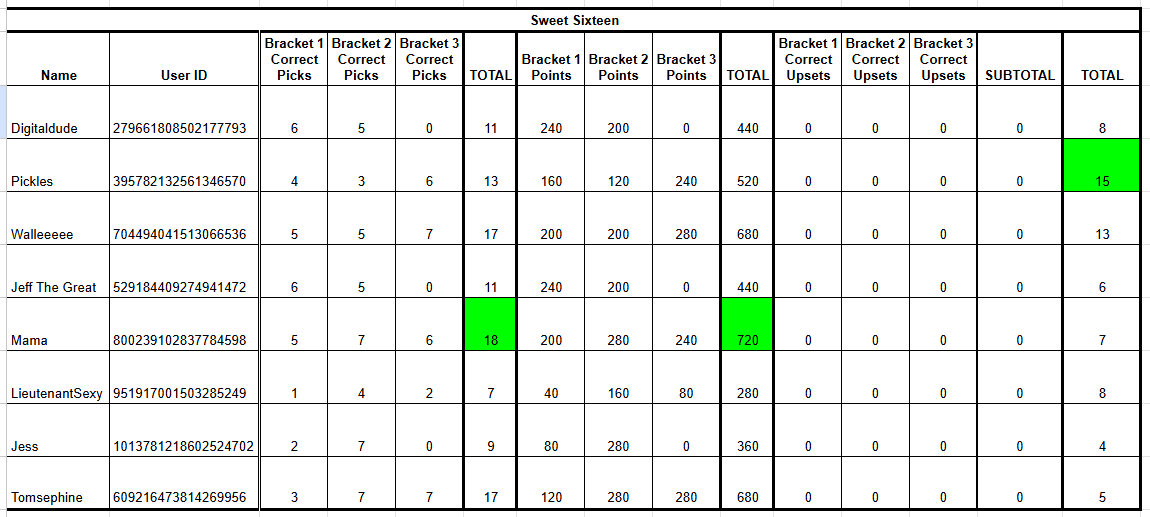 Sweet Sixteen
Name User ID Bracket 1 Correct Picks Bracket 2 Correct Picks Bracket 3 Correct Picks TOTAL Bracket 1 Points Bracket 2 Points Bracket 3 Points TOTAL Bracket 1 Correct Upsets Bracket 2 Correct Upsets Bracket 3 Correct Upsets SUBTOTAL TOTAL
Digitaldude 279661808502177793 6 5 0 11 240 200 0 440 0 0 0 0 8
Pickles 395782132561346570 4 3 6 13 160 120 240 520 0 0 0 0 15
Walleeeee 704494041513066536 5 5 7 17 200 200 280 680 0 0 0 0 13
Jeff The Great 529184409274941472 6 5 0 11 240 200 0 440 0 0 0 0 6
Mama 800239102837784598 5 7 6 18 200 280 240 720 0 0 0 0 7
LieutenantSexy 951917001503285249 1 4 2 7 40 160 80 280 0 0 0 0 8
Jess 1013781218602524702 2 7 0 9 80 280 0 360 0 0 0 0 4
Tomsephine 609216473814269956 3 7 7 17 120 280 280 680 0 0 0 0 5